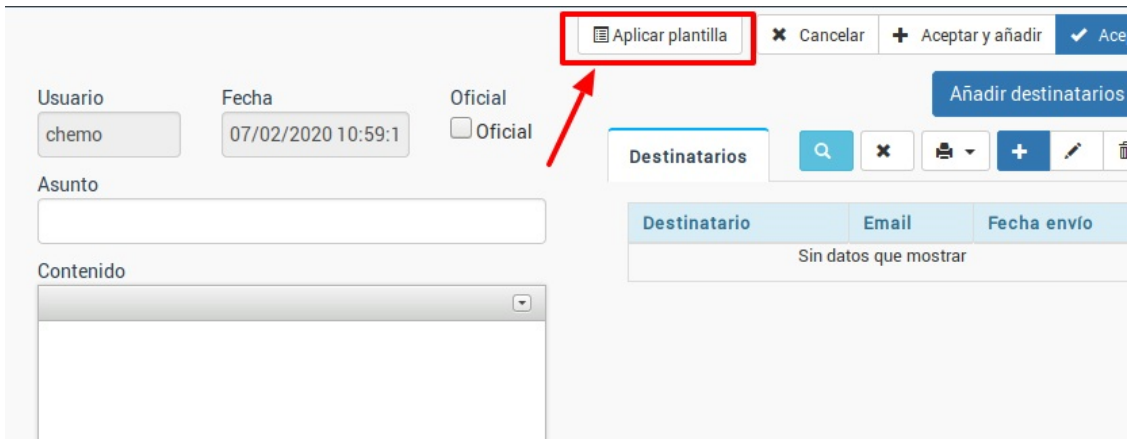 Aplicar plantilla
Cancelar
Aceptar y añadir
Ace
Añadir destinatarios
Usuario
Fecha
Oficial
chemo
07/02/2020 10:59:1
Oficial
Destinatarios
Asunto
Destinatario
Email
Fecha envío
Sin datos que mostrar
Contenido